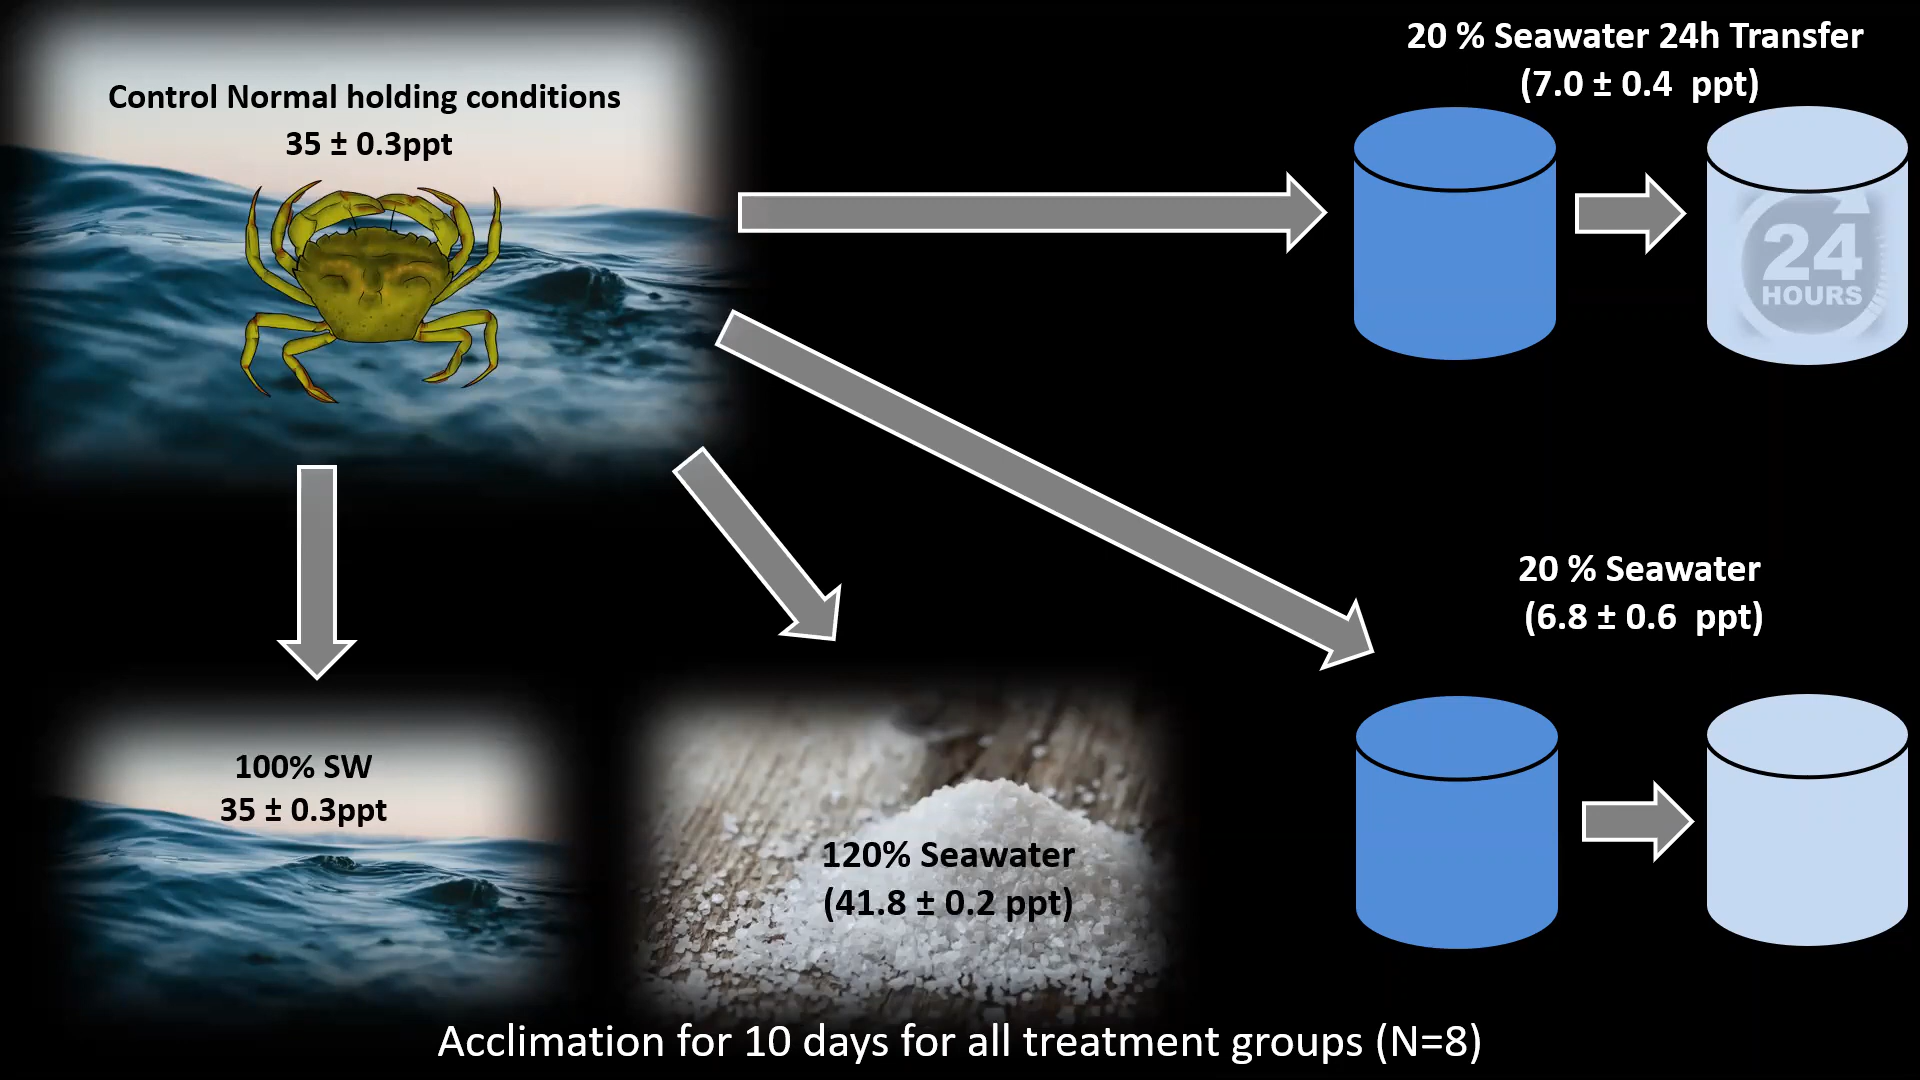 Control Normal holding conditions
35 ± 0.3ppt
20 % Seawater 24h Transfer
(7.0 ± 0.4  ppt)
24
HOURS
20 % Seawater
(6.8 ± 0.6  ppt)
100% SW
35 ± 0.3ppt
120% Seawater
(41.8 ± 0.2 ppt)
Acclimation for 10 days for all treatment groups (N=8)